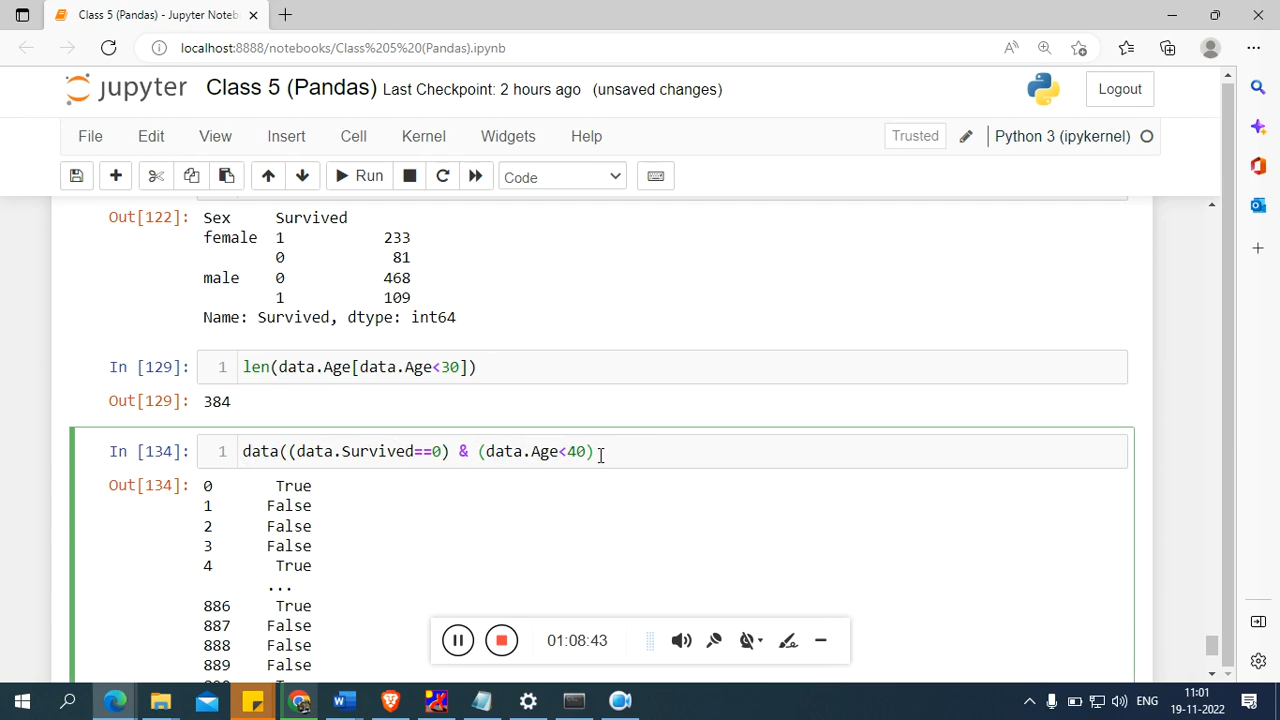 Class 5 (Pandas) - Jupyter Noteb
localhost:8888/notebooks/Class%205%20(Pandas).ipynb
jupyter Class 5 (Pandas) Last Checkpoint: 2 hours ago (unsaved changes) Logout
File Edit View Insert Cell Kernel Widgets Help Trusted Python 3 (ipykernel)
Run Code
Out[122]: Sex Survived
female 1 233
0 81
male 0 468
1 109
Name: Survived, dtype: int64
In [129]: 1 len(data.Age[data.Age<30])
Out[129]: 384
In [134]: 1 data((data.Survived==0) & (data.Age<40)
Out[134]: 0 True
1 False
2 False
3 False
4 True
...
886 True
887 False
888 False
889 False
01:08:43
ENG
11:01
19-11-2022